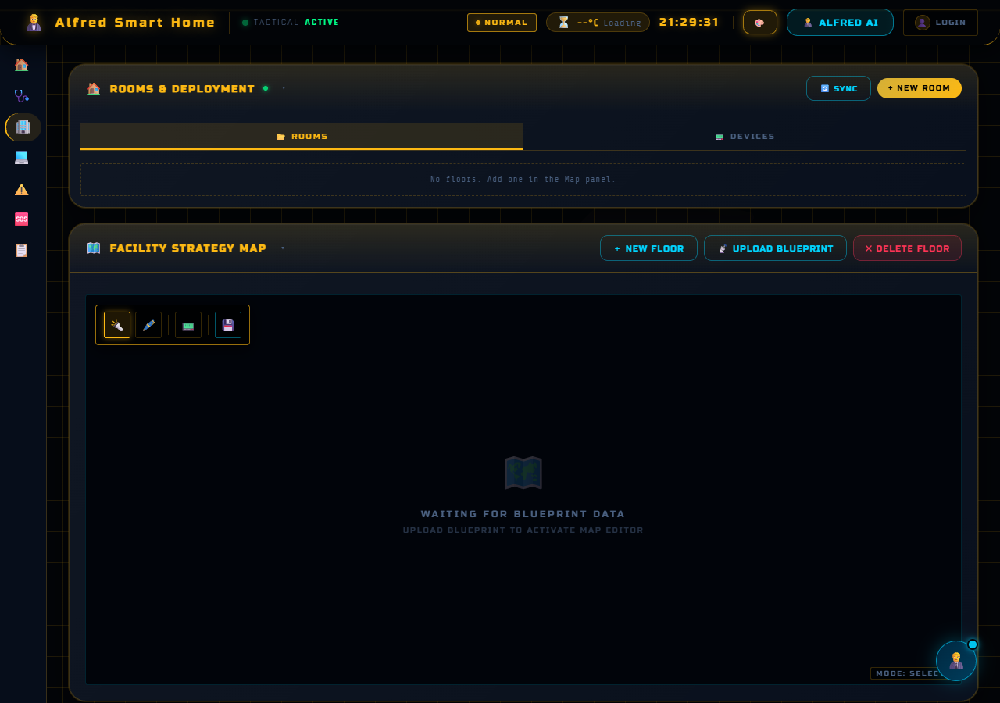 Alfred Smart Home
TACTICAL ACTIVE
NORMAL
--°C Loading
21:29:31
ALFRED AI
LOGIN
ROOMS & DEPLOYMENT
SYNC
+ NEW ROOM
ROOMS
DEVICES
No floors. Add one in the Map panel.
SOS
FACILITY STRATEGY MAP
+ NEW FLOOR
UPLOAD BLUEPRINT
✕ DELETE FLOOR
WAITING FOR BLUEPRINT DATA
UPLOAD BLUEPRINT TO ACTIVATE MAP EDITOR
MODE: SELEC